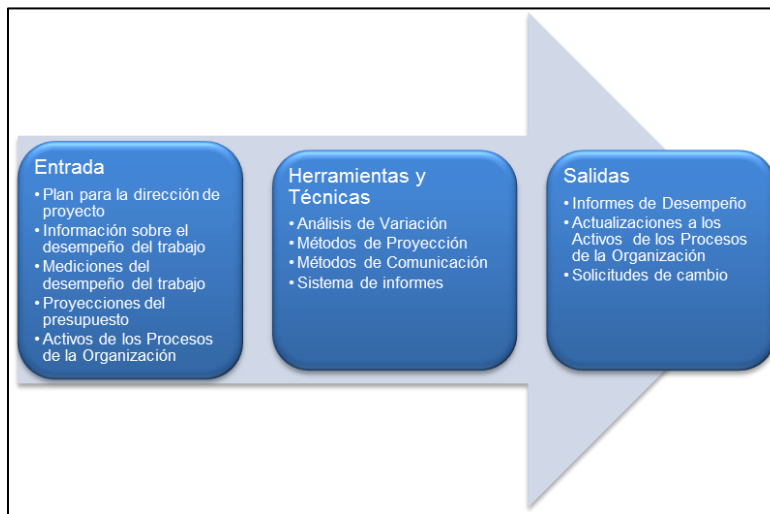 Entrada
• Plan para la dirección de
proyecto
• Información sobre el
desempeño del trabajo
• Mediciones del
desempeño del trabajo
• Proyecciones del
presupuesto
• Activos de los Procesos
de la Organización
Herramientas y
Técnicas
• Análisis de Variación
• Métodos de Proyección
• Métodos de Comunicación
• Sistema de informes
Salidas
• Informes de Desempeño
• Actualizaciones a los
Activos de los Procesos
de la Organización
• Solicitudes de cambio